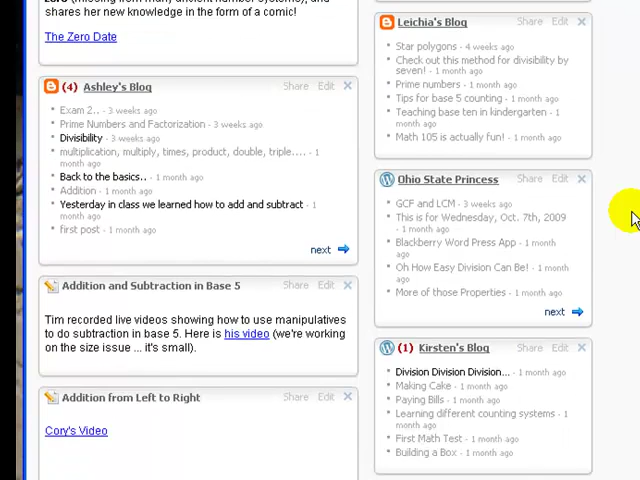 Zero (missing from many ancient number systems), and
shares her new knowledge in the form of a comic!
The Zero Date
(4) Ashley's Blog Share Edit
Exam 2.. - 3 weeks ago
Prime Numbers and Factorization - 3 weeks ago
Divisibility - 3 weeks ago
multiplication, multiply, times, product, double, triple.... - 1
month ago
Back to the basics.. - 1 month ago
Addition - 1 month ago
Yesterday in class we learned how to add and subtract
- 1 month ago
first post - 1 month ago
next
Addition and Subtraction in Base 5 Share Edit
Tim recorded live videos showing how to use manipulatives
to do subtraction in base 5. Here is his video (we're working
on the size issue ... it's small).
Addition from Left to Right Share Edit
Cory's Video
Leichia's Blog Share Edit
Star polygons - 4 weeks ago
Check out this method for divisibility by
seven! - 1 month ago
Prime numbers - 1 month ago
Tips for base 5 counting - 1 month ago
Teaching base ten in kindergarten - 1
month ago
Math 105 is actually fun! - 1 month ago
Ohio State Princess Share Edit
GCF and LCM - 3 weeks ago
This is for Wednesday, Oct. 7th, 2009
- 1 month ago
Blackberry Word Press App - 1 month
ago
Oh How Easy Division Can Be! - 1 month
ago
More of those Properties - 1 month ago
next
(1) Kirsten's Blog Share Edit
Division Division Division... - 1 month ago
Making Cake - 1 month ago
Paying Bills - 1 month ago
Learning different counting systems - 1
month ago
First Math Test - 1 month ago
Building a Box - 1 month ago